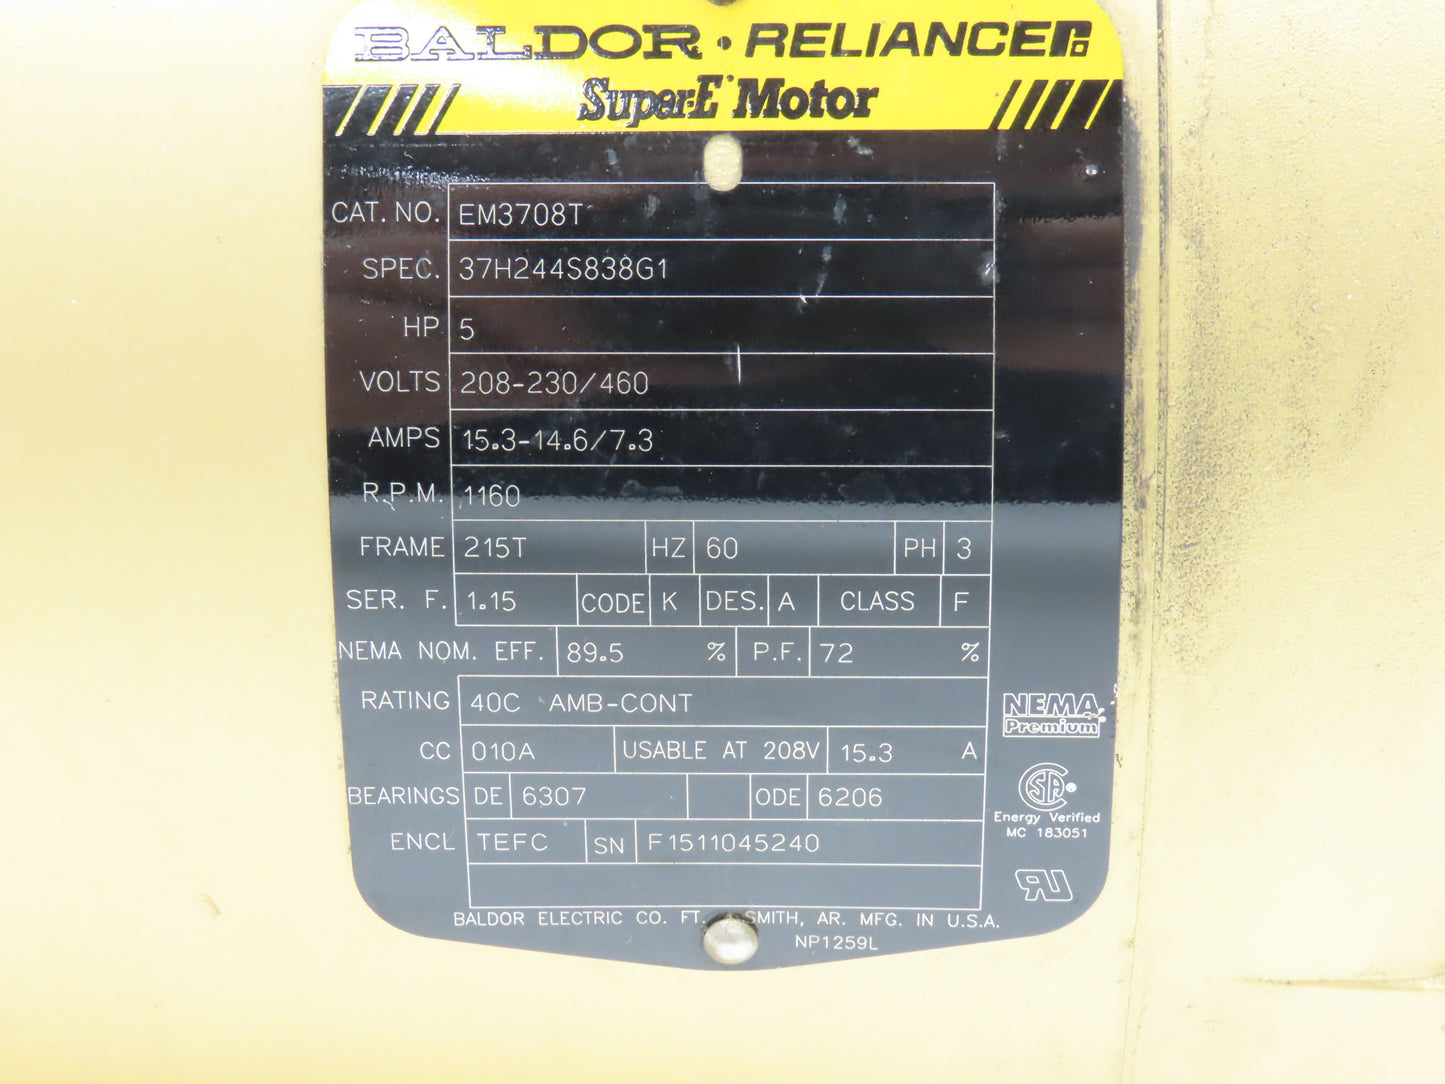 BALDOR • RELIANCE
Super-E® Motor
CAT. NO. EM3708T
SPEC. 37H244S838G1
HP 5
VOLTS 208-230/460
AMPS 15.3-14.6/7.3
R.P.M. 1160
FRAME 215T HZ 60 PH 3
SER. F. 1.15 CODE K DES. A CLASS F
NEMA NOM. EFF. 89.5 % P.F. 72 %
RATING 40C AMB-CONT
NEMA
Premium
CC 010A USABLE AT 208V 15.3 A
BEARINGS DE 6307 ODE 6206
SA ®
Energy Verified
MC 183051
ENCL TEFC SN F1511045240
RU
BALDOR ELECTRIC CO. FT. SMITH, AR. MFG. IN U.S.A.
NP1259L